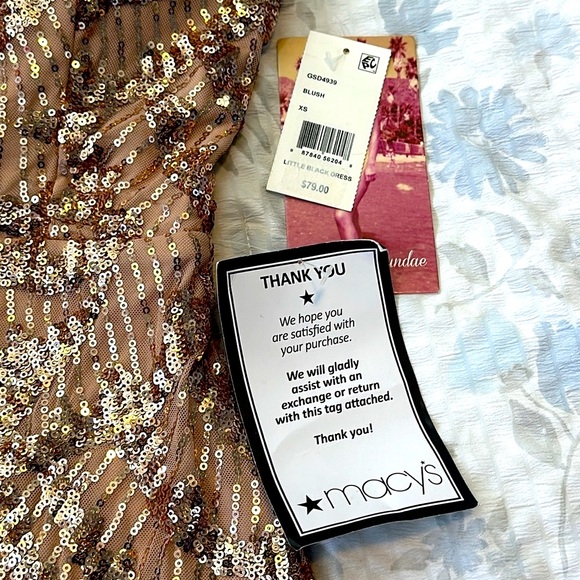 GSD4939
BLUSH
XS
87840 56204
LITTLE BLACK DRESS
$79.00
undae
THANK YOU
We hope you
are satisfied with
your purchase.
We will gladly
assist with an
exchange or return
with this tag attached.
Thank you!
macy's